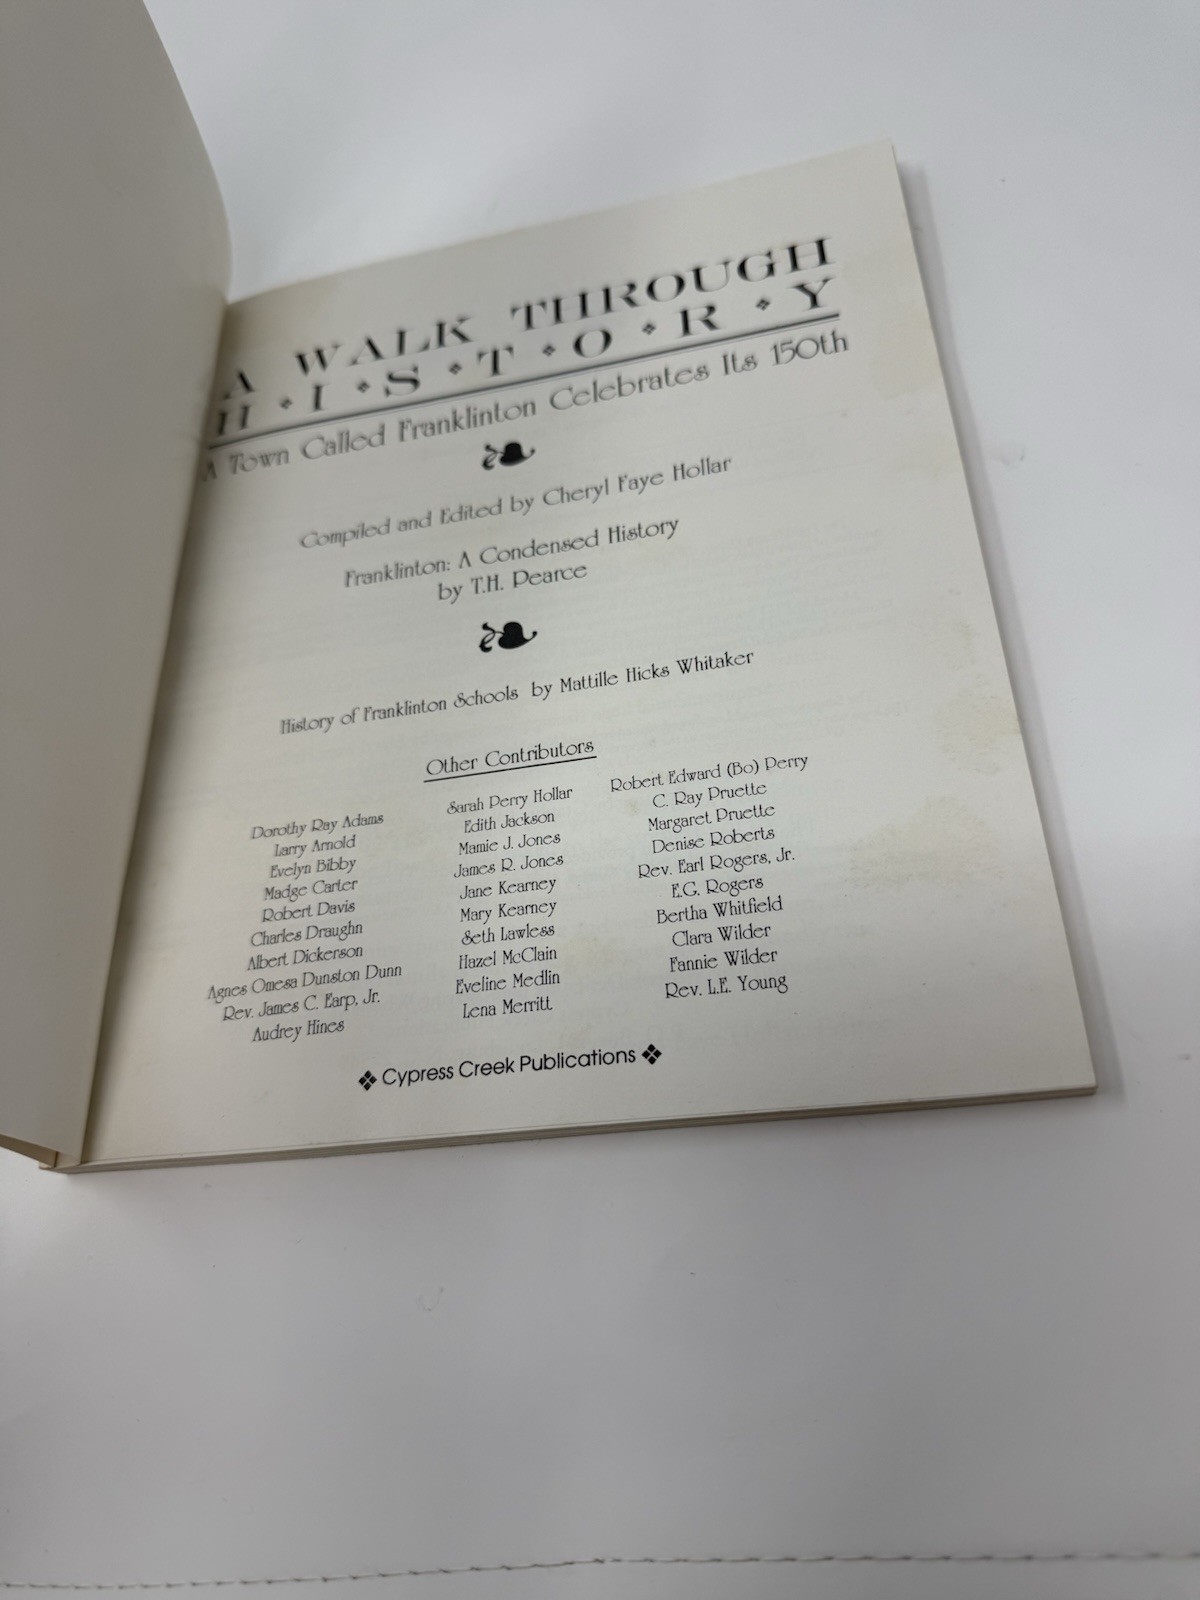 A WALK THROUGH
H · I · S · T · O · R · Y
A Town Called Franklinton Celebrates Its 150th
Compiled and Edited by Cheryl Faye Hollar
Franklinton: A Condensed History
by T.H. Pearce
History of Franklinton Schools by Mattille Hicks Whitaker
Other Contributors
Dorothy Ray Adams
Larry Arnold
Evelyn Bibby
Madge Carter
Robert Davis
Charles Draughn
Albert Dickerson
Agnes Omesa Dunston Dunn
Rev. James C. Earp, Jr.
Audrey Hines
Sarah Perry Hollar
Edith Jackson
Mamie J. Jones
James R. Jones
Jane Kearney
Mary Kearney
Seth Lawless
Hazel McClain
Eveline Medlin
Lena Merritt
Robert Edward (Bo) Perry
C. Ray Pruette
Margaret Pruette
Denise Roberts
Rev. Earl Rogers, Jr.
E.G. Rogers
Bertha Whitfield
Clara Wilder
Fannie Wilder
Rev. L.E. Young
❖ Cypress Creek Publications ❖